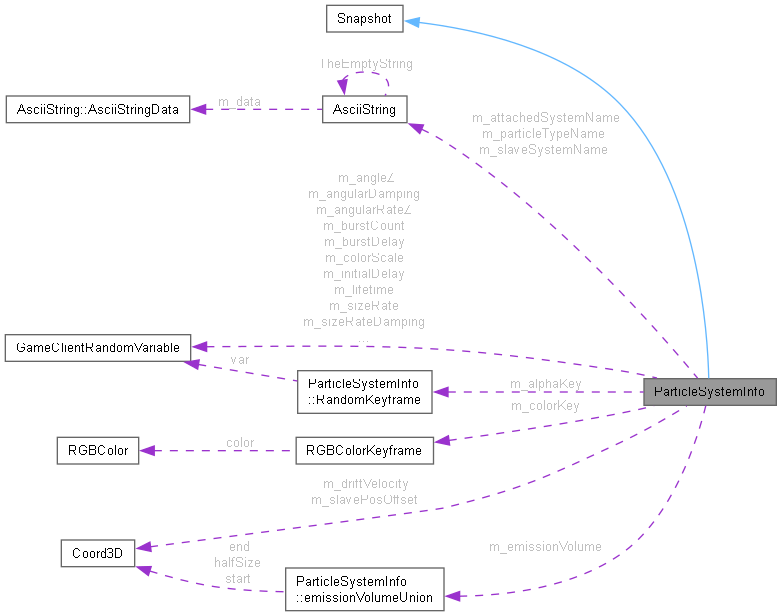 Snapshot
TheEmptyString
AsciiString::AsciiStringData
m_data
AsciiString
m_attachedSystemName
m_particleTypeName
m_slaveSystemName
m_angleZ
m_angularDamping
m_angularRateZ
m_burstCount
m_burstDelay
m_colorScale
m_initialDelay
m_lifetime
m_sizeRate
m_sizeRateDamping
...
GameClientRandomVariable
var
ParticleSystemInfo
::RandomKeyframe
m_alphaKey
ParticleSystemInfo
m_colorKey
RGBColor
color
RGBColorKeyframe
m_driftVelocity
m_slavePosOffset
Coord3D
end
halfSize
start
m_emissionVolume
ParticleSystemInfo
::emissionVolumeUnion